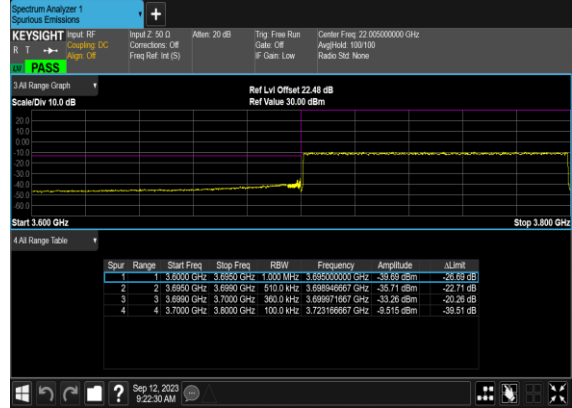 Spectrum Analyzer 1
Spurious Emissions
+
KEYSIGHT Input: RF Input Z: 50 Ω Atten: 20 dB Trig: Free Run Center Freq: 22.005000000 GHz
R T Coupling: DC Corrections: Off Gate: Off Avg|Hold: 100/100
Align: Off Freq Ref: Int (S) IF Gain: Low Radio Std: None
LW PASS
3 All Range Graph
Ref Lvl Offset 22.48 dB
Scale/Div 10.0 dB Ref Value 30.00 dBm
20.0
10.0
0.00
-10.0
-20.0
-30.0
-40.0
-50.0
-60.0
Start 3.600 GHz Stop 3.800 GHz
4 All Range Table
Spur Range Start Freq Stop Freq RBW Frequency Amplitude ΔLimit
1 1 3.6000 GHz 3.6950 GHz 1.000 MHz 3.695000000 GHz -39.69 dBm -26.69 dB
2 2 3.6950 GHz 3.6990 GHz 510.0 kHz 3.698946667 GHz -35.71 dBm -22.71 dB
3 3 3.6990 GHz 3.7000 GHz 360.0 kHz 3.699971667 GHz -33.26 dBm -20.26 dB
4 4 3.7000 GHz 3.8000 GHz 100.0 kHz 3.723166667 GHz -9.515 dBm -39.51 dB
? Sep 12, 2023
9:22:30 AM